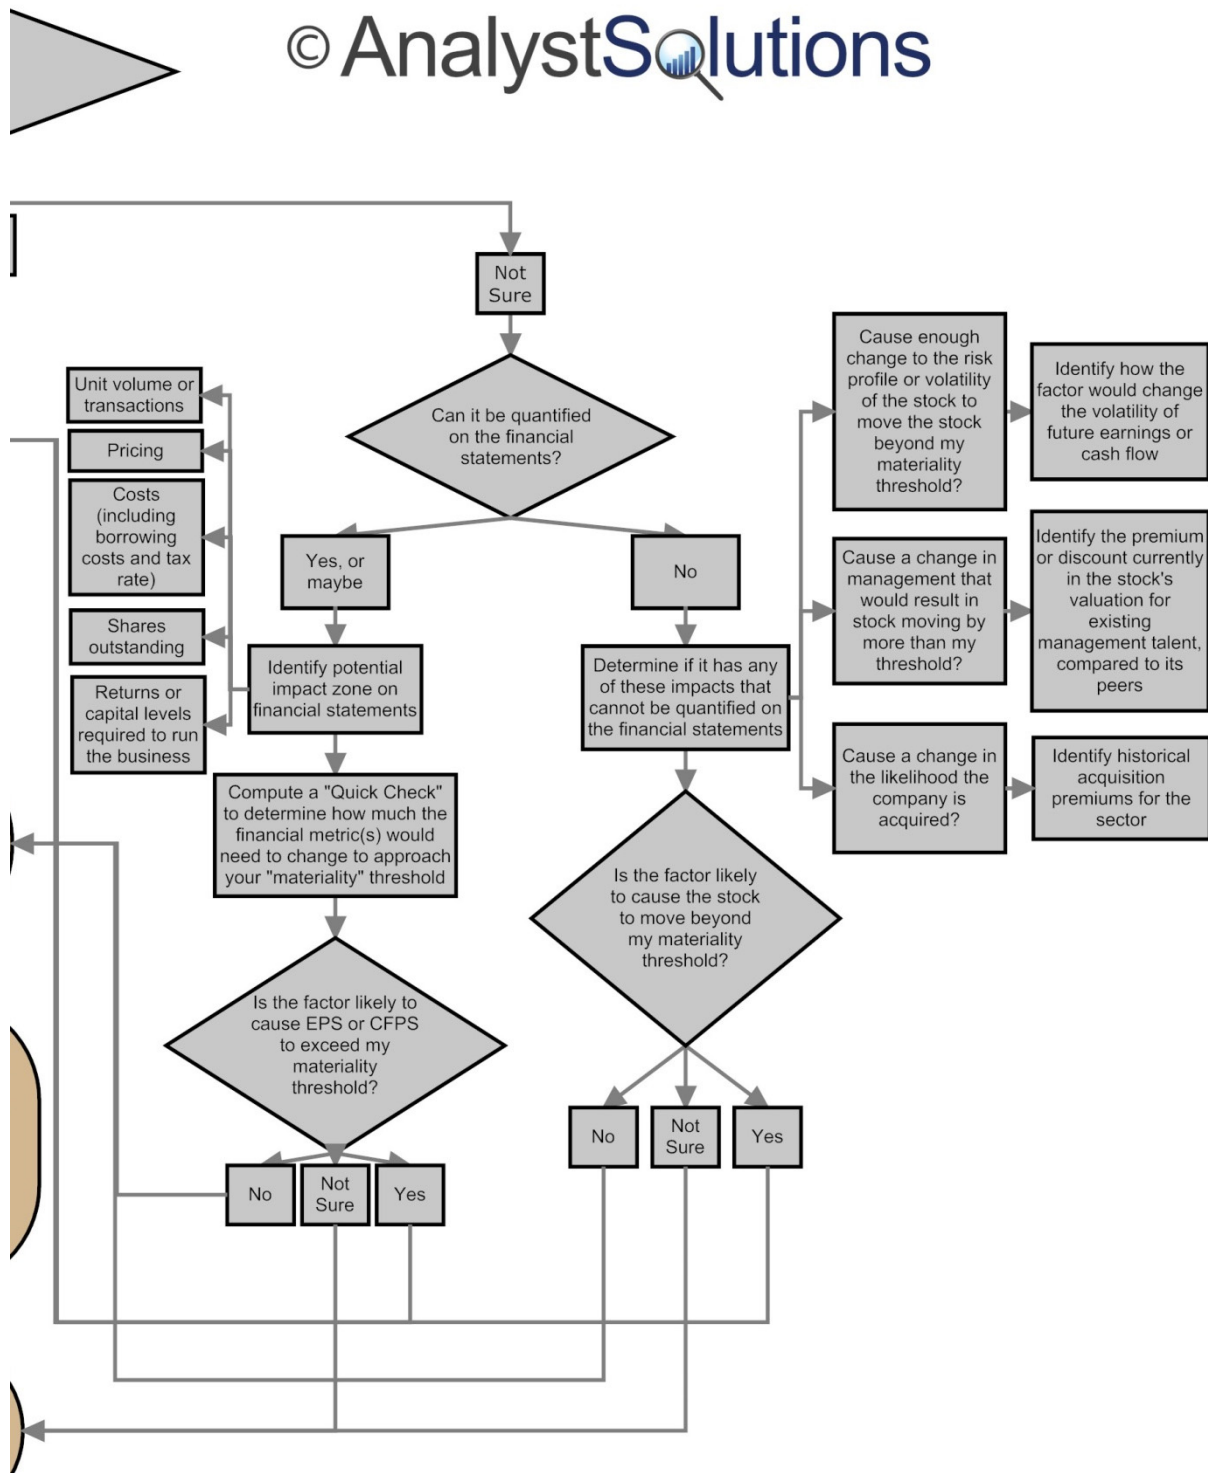 © AnalystSolutions
Not
Sure
Can it be quantified
on the financial
statements?
Unit volume or
transactions
Pricing
Costs
(including
borrowing
costs and tax
rate)
Shares
outstanding
Returns or
capital levels
required to run
the business
Yes, or
maybe
Identify potential
impact zone on
financial statements
Compute a "Quick Check"
to determine how much the
financial metric(s) would
need to change to approach
your "materiality" threshold
Is the factor likely to
cause EPS or CFPS
to exceed my
materiality
threshold?
No
Not
Sure
Yes
No
Determine if it has any
of these impacts that
cannot be quantified on
the financial statements
Is the factor likely
to cause the stock
to move beyond
my materiality
threshold?
No
Not
Sure
Yes
Cause enough
change to the risk
profile or volatility
of the stock to
move the stock
beyond my
materiality
threshold?
Identify how the
factor would change
the volatility of
future earnings or
cash flow
Cause a change in
management that
would result in
stock moving by
more than my
threshold?
Identify the premium
or discount currently
in the stock's
valuation for
existing
management talent,
compared to its
peers
Cause a change in
the likelihood the
company is
acquired?
Identify historical
acquisition
premiums for the
sector